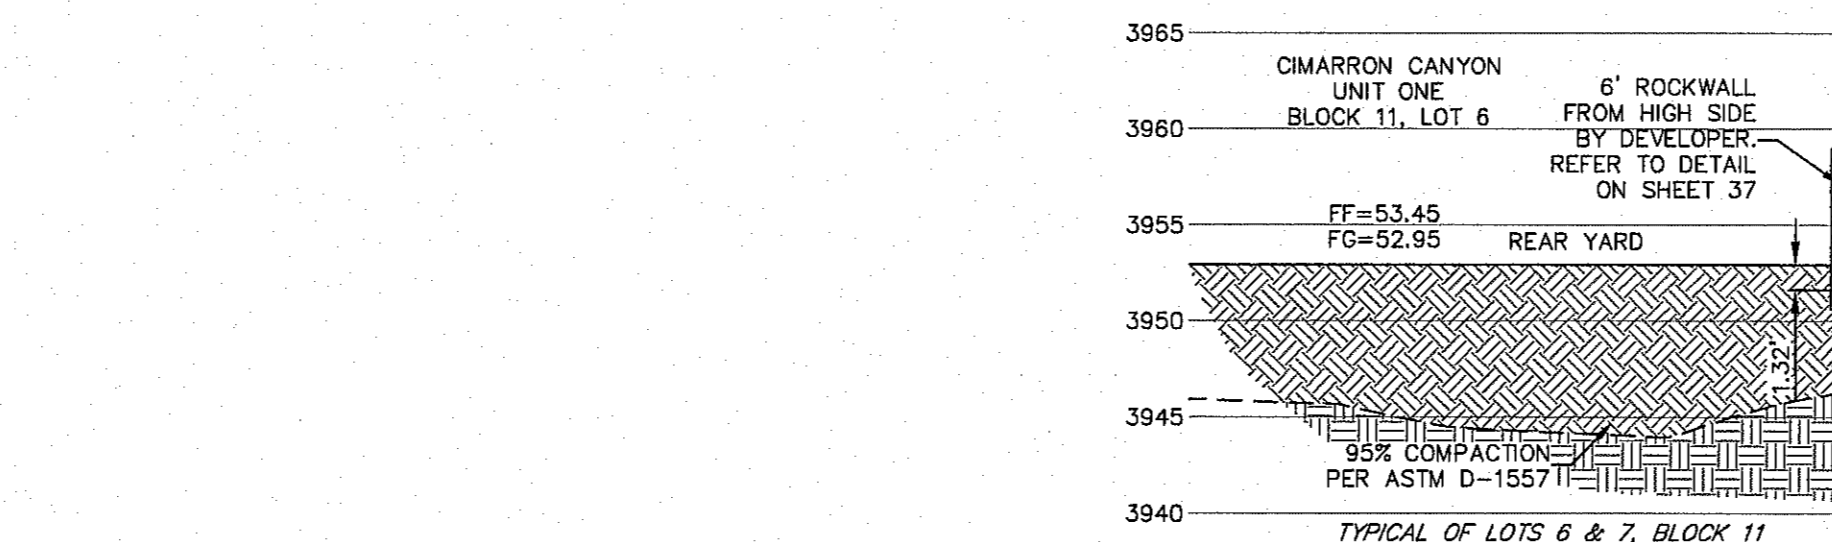 3965
CIMARRON CANYON
UNIT ONE
BLOCK 11, LOT 6
6' ROCKWALL
FROM HIGH SIDE
BY DEVELOPER.
REFER TO DETAIL
ON SHEET 37
3960
3955
FF=53.45
FG=52.95
REAR YARD
3950
1.32'
3945
95% COMPACTION
PER ASTM D-1557
3940
TYPICAL OF LOTS 6 & 7, BLOCK 11